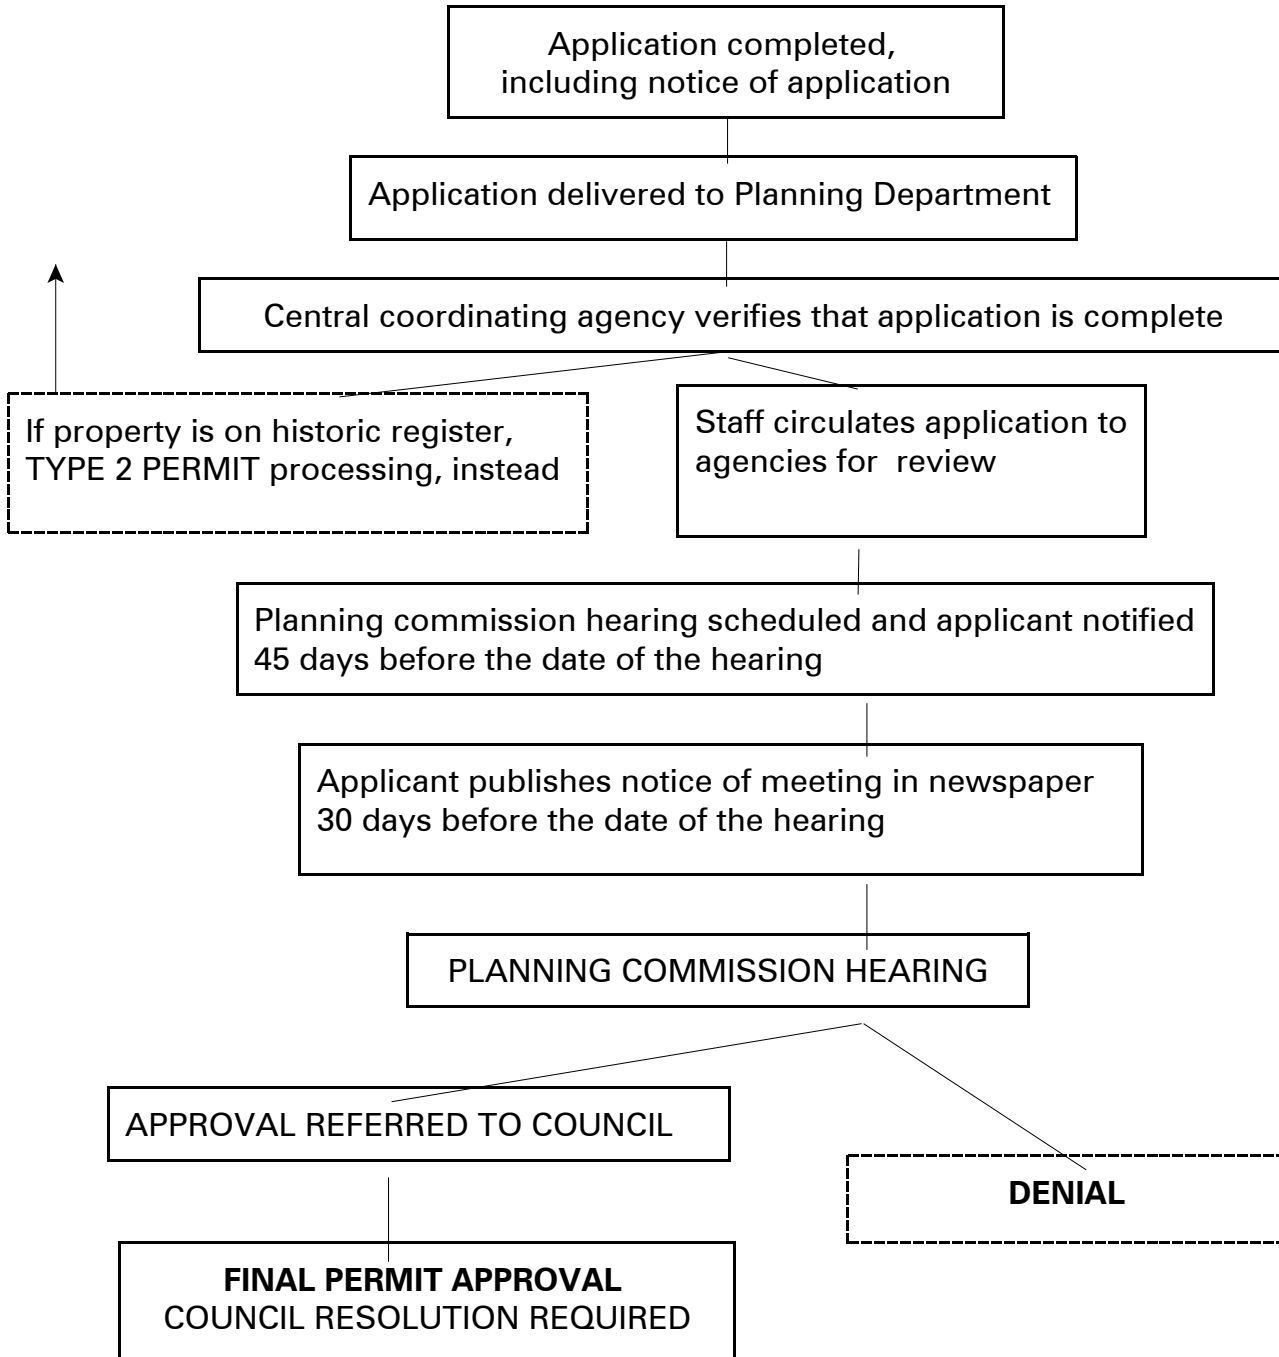 Application completed,
including notice of application
Application delivered to Planning Department
Central coordinating agency verifies that application is complete
If property is on historic register,
TYPE 2 PERMIT processing, instead
Staff circulates application to
agencies for review
Planning commission hearing scheduled and applicant notified
45 days before the date of the hearing
Applicant publishes notice of meeting in newspaper
30 days before the date of the hearing
PLANNING COMMISSION HEARING
APPROVAL REFERRED TO COUNCIL
DENIAL
FINAL PERMIT APPROVAL
COUNCIL RESOLUTION REQUIRED